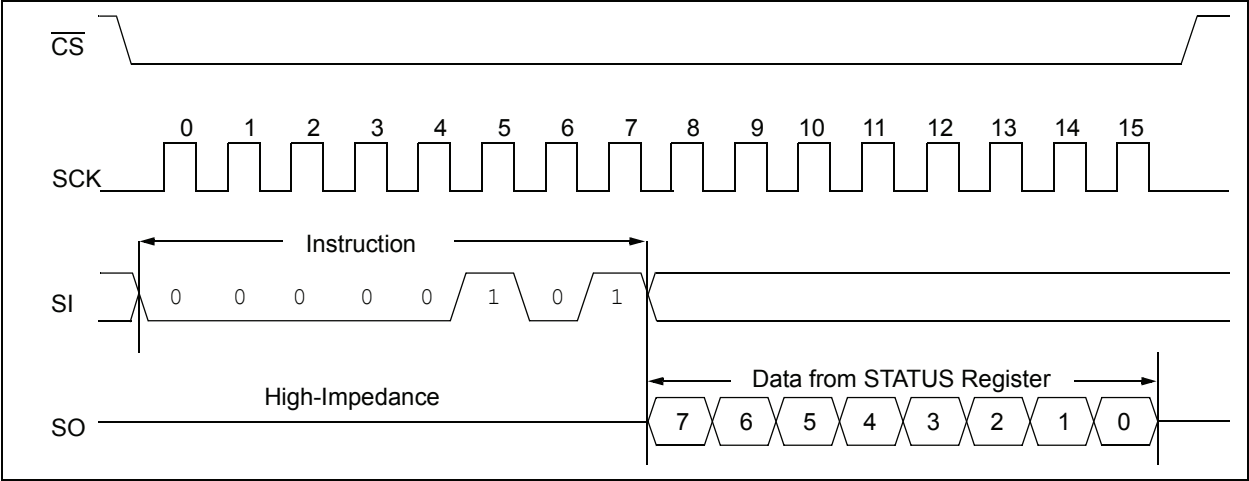 CS
0 1 2 3 4 5 6 7 8 9 10 11 12 13 14 15
SCK
Instruction
SI 0 0 0 0 0 1 0 1
Data from STATUS Register
High-Impedance
SO 7 6 5 4 3 2 1 0